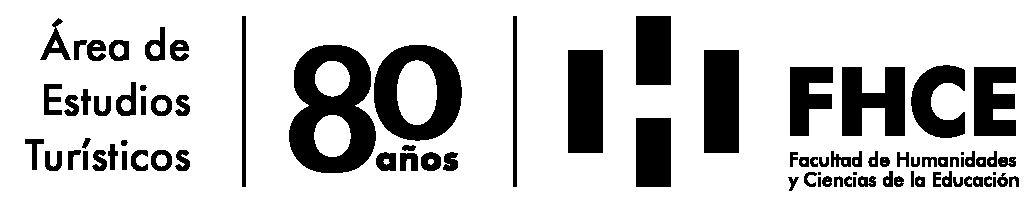 Área de
Estudios
Turísticos
80
años
FHCE
Facultad de Humanidades
y Ciencias de la Educación